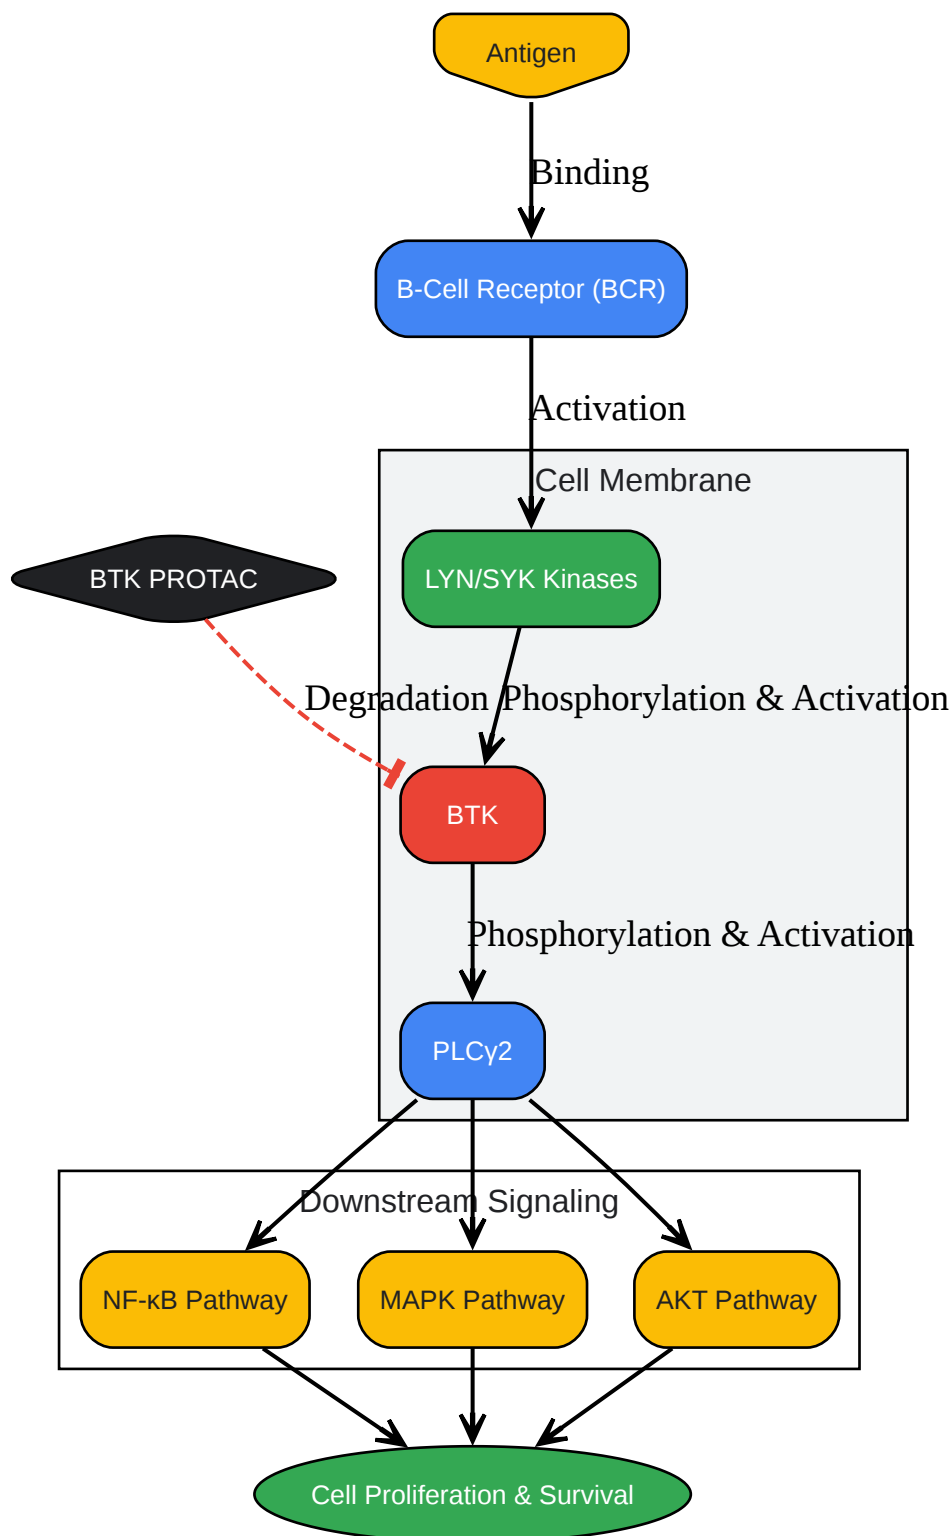 Antigen
Binding
B-Cell Receptor (BCR)
Activation
Cell Membrane
BTK PROTAC
LYN/SYK Kinases
Degradation
Phosphorylation & Activation
BTK
Phosphorylation & Activation
PLCγ2
Downstream Signaling
NF-κB Pathway
MAPK Pathway
AKT Pathway
Cell Proliferation & Survival